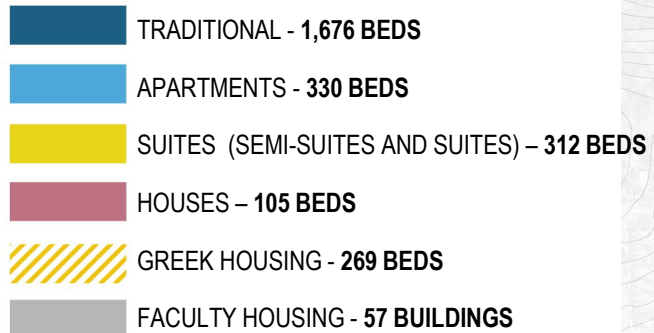 TRADITIONAL - 1,676 BEDS
APARTMENTS - 330 BEDS
SUITES (SEMI-SUITES AND SUITES) – 312 BEDS
HOUSES – 105 BEDS
GREEK HOUSING - 269 BEDS
FACULTY HOUSING - 57 BUILDINGS